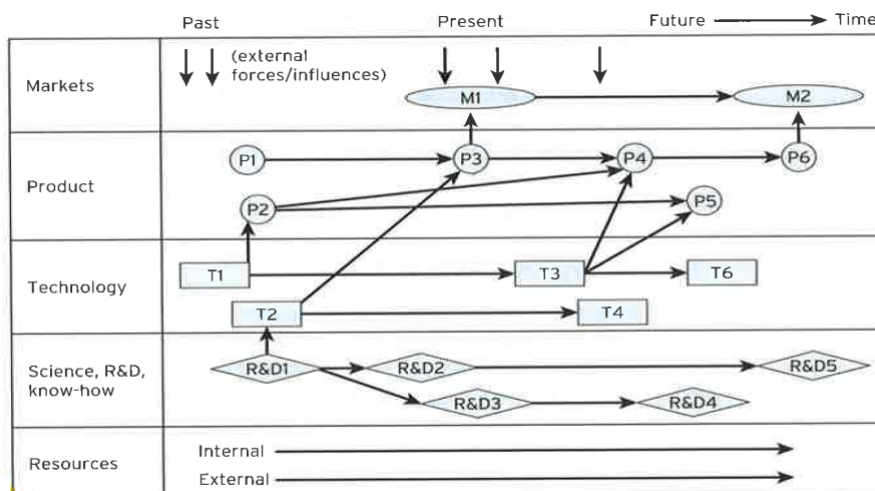 Past
Present
Future
Time
Markets
(external
forces/influences)
M1
M2
Product
P1
P3
P4
P6
P2
P5
Technology
T1
T3
T6
T2
T4
Science, R&D,
know-how
R&D1
R&D2
R&D5
R&D3
R&D4
Resources
Internal
External